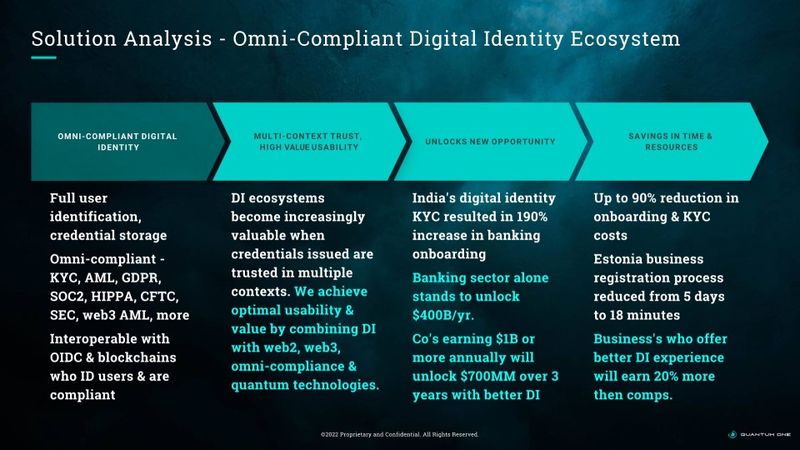 Solution Analysis - Omni-Compliant Digital Identity Ecosystem
OMNI-COMPLIANT DIGITAL
IDENTITY
MULTI-CONTEXT TRUST,
HIGH VALUE USABILITY
UNLOCKS NEW OPPORTUNITY
SAVINGS IN TIME &
RESOURCES
Full user
identification,
credential storage
Omni-compliant -
KYC, AML, GDPR,
SOC2, HIPPA, CFTC,
SEC, web3 AML, more
Interoperable with
OIDC & blockchains
who ID users & are
compliant
DI ecosystems
become increasingly
valuable when
credentials issued are
trusted in multiple
contexts. We achieve
optimal usability &
value by combining DI
with web2, web3,
omni-compliance &
quantum technologies.
India's digital identity
KYC resulted in 190%
increase in banking
onboarding
Banking sector alone
stands to unlock
$400B/yr.
Co's earning $1B or
more annually will
unlock $700MM over 3
years with better DI
Up to 90% reduction in
onboarding & KYC
costs
Estonia business
registration process
reduced from 5 days
to 18 minutes
Business's who offer
better DI experience
will earn 20% more
then comps.
©2022 Proprietary and Confidential. All Rights Reserved.
QUANTUM ONE